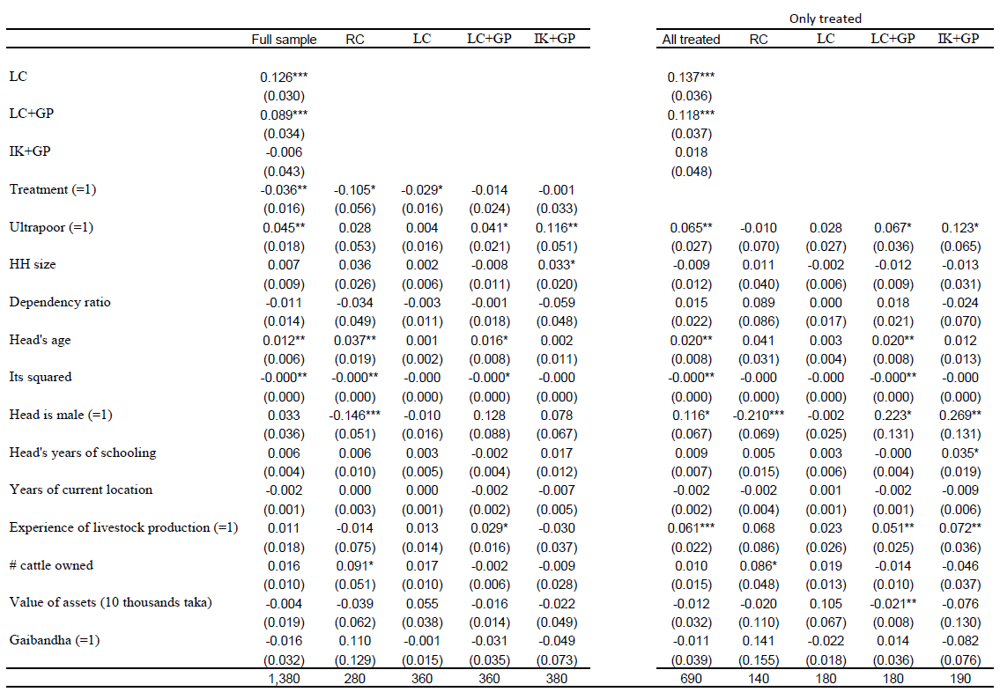 Only treated
Full sample RC LC LC+GP IK+GP All treated RC LC LC+GP IK+GP
LC 0.126*** 0.137***
(0.030) (0.036)
LC+GP 0.089*** 0.118***
(0.034) (0.037)
IK+GP -0.006 0.018
(0.043) (0.048)
Treatment (=1) -0.036** -0.105* -0.029* -0.014 -0.001
(0.016) (0.056) (0.016) (0.024) (0.033)
Ultrapoor (=1) 0.045** 0.028 0.004 0.041* 0.116** 0.065** -0.010 0.028 0.067* 0.123*
(0.018) (0.053) (0.016) (0.021) (0.051) (0.027) (0.070) (0.027) (0.036) (0.065)
HH size 0.007 0.036 0.002 -0.008 0.033* -0.009 0.011 -0.002 -0.012 -0.013
(0.009) (0.026) (0.006) (0.011) (0.020) (0.012) (0.040) (0.006) (0.009) (0.031)
Dependency ratio -0.011 -0.034 -0.003 -0.001 -0.059 0.015 0.089 0.000 0.018 -0.024
(0.014) (0.049) (0.011) (0.018) (0.048) (0.022) (0.086) (0.017) (0.021) (0.070)
Head's age 0.012** 0.037** 0.001 0.016* 0.002 0.020** 0.041 0.003 0.020** 0.012
(0.006) (0.019) (0.002) (0.008) (0.011) (0.008) (0.031) (0.004) (0.008) (0.013)
Its squared -0.000** -0.000** -0.000 -0.000* -0.000 -0.000** -0.000 -0.000 -0.000** -0.000
(0.000) (0.000) (0.000) (0.000) (0.000) (0.000) (0.000) (0.000) (0.000) (0.000)
Head is male (=1) 0.033 -0.146*** -0.010 0.128 0.078 0.116* -0.210*** -0.002 0.223* 0.269**
(0.036) (0.051) (0.016) (0.088) (0.067) (0.067) (0.069) (0.025) (0.131) (0.131)
Head's years of schooling 0.006 0.006 0.003 -0.002 0.017 0.009 0.005 0.003 -0.000 0.035*
(0.004) (0.010) (0.005) (0.004) (0.012) (0.007) (0.015) (0.006) (0.004) (0.019)
Years of current location -0.002 0.000 0.000 -0.002 -0.007 -0.002 -0.002 0.001 -0.002 -0.009
(0.001) (0.003) (0.001) (0.002) (0.005) (0.002) (0.004) (0.001) (0.001) (0.006)
Experience of livestock production (=1) 0.011 -0.014 0.013 0.029* -0.030 0.061*** 0.068 0.023 0.051** 0.072**
(0.018) (0.075) (0.014) (0.016) (0.037) (0.022) (0.086) (0.026) (0.025) (0.036)
# cattle owned 0.016 0.091* 0.017 -0.002 -0.009 0.010 0.086* 0.019 -0.014 -0.046
(0.010) (0.051) (0.010) (0.006) (0.028) (0.015) (0.048) (0.013) (0.010) (0.037)
Value of assets (10 thousands taka) -0.004 -0.039 0.055 -0.016 -0.022 -0.012 -0.020 0.105 -0.021** -0.076
(0.019) (0.062) (0.038) (0.014) (0.049) (0.032) (0.110) (0.067) (0.008) (0.130)
Gaibandha (=1) -0.016 0.110 -0.001 -0.031 -0.049 -0.011 0.141 -0.022 0.014 -0.082
(0.032) (0.129) (0.015) (0.035) (0.073) (0.039) (0.155) (0.018) (0.036) (0.076)
1,380 280 360 360 380 690 140 180 180 190